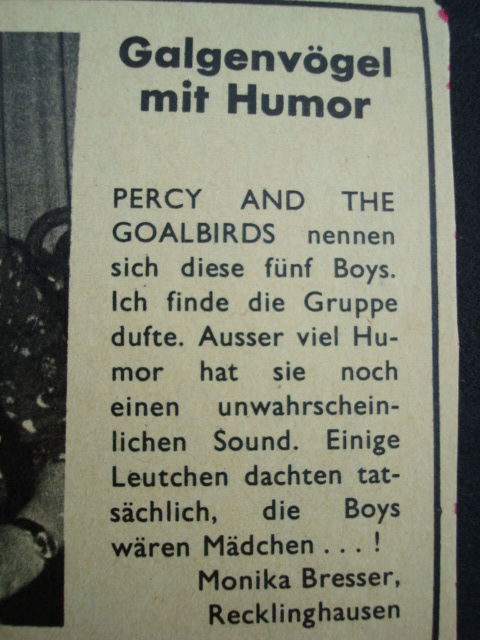 Galgenvögel
mit Humor
PERCY AND THE
GOALBIRDS nennen
sich diese fünf Boys.
Ich finde die Gruppe
dufte. Ausser viel Hu-
mor hat sie noch
einen unwahrschein-
lichen Sound. Einige
Leutchen dachten tat-
sächlich, die Boys
wären Mädchen . . . !
Monika Bresser,
Recklinghausen